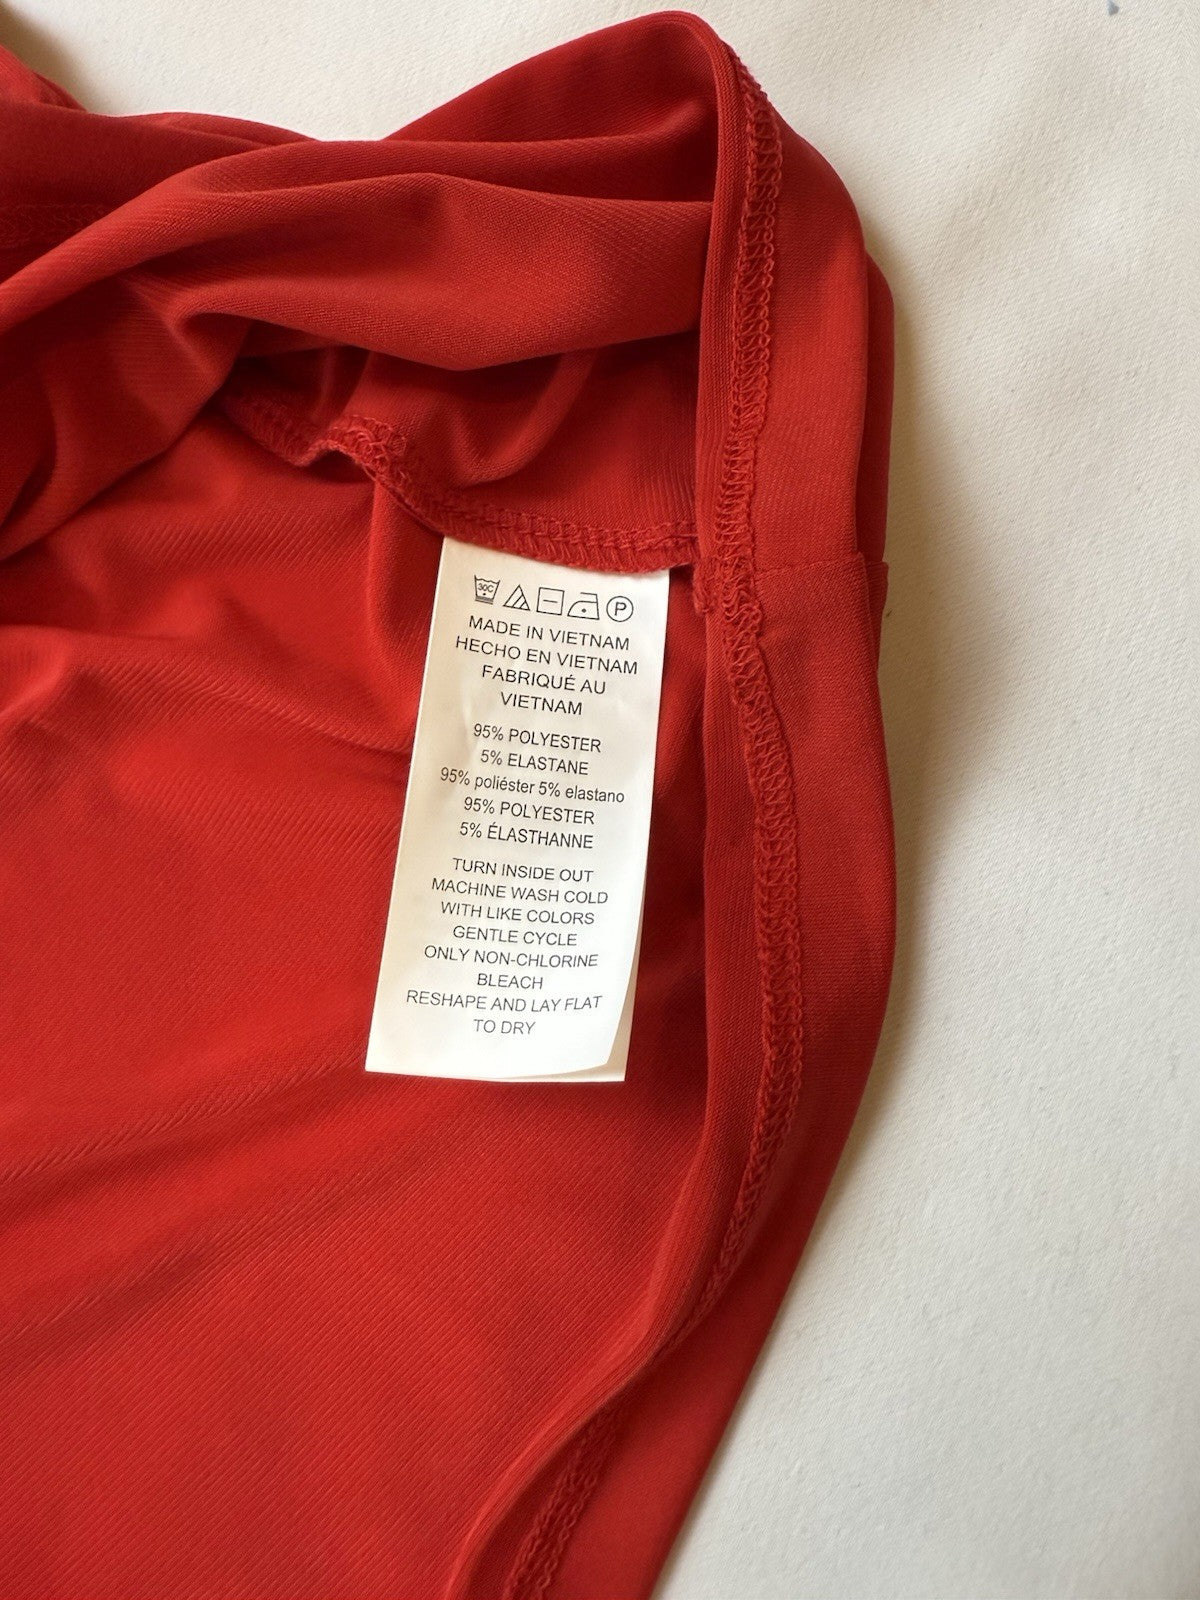 30C
P
MADE IN VIETNAM
HECHO EN VIETNAM
FABRIQUÉ AU
VIETNAM
95% POLYESTER
5% ELASTANE
95% poliéster 5% elastano
95% POLYESTER
5% ÉLASTHANNE
TURN INSIDE OUT
MACHINE WASH COLD
WITH LIKE COLORS
GENTLE CYCLE
ONLY NON-CHLORINE
BLEACH
RESHAPE AND LAY FLAT
TO DRY